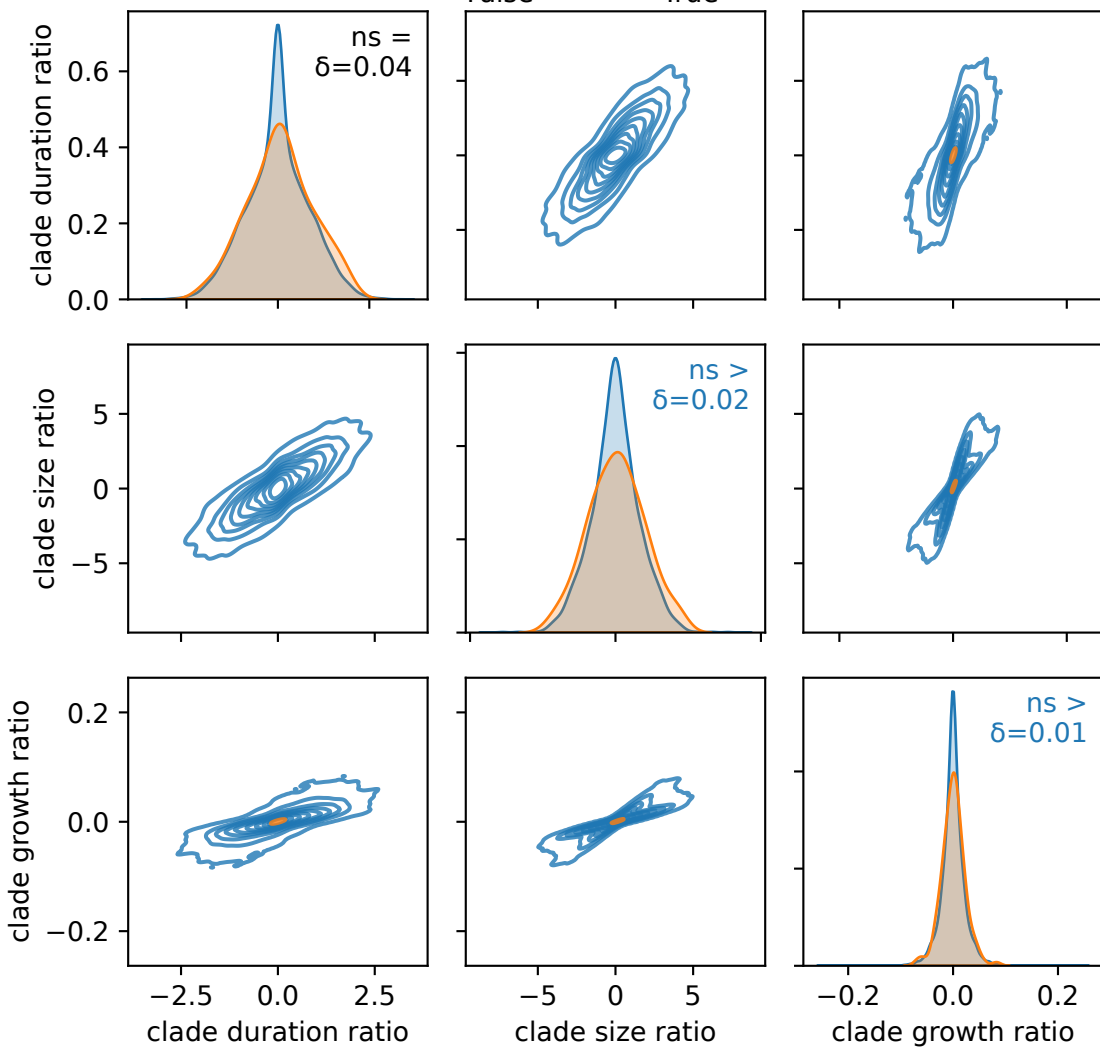 clade duration ratio
0.6
0.4
0.2
0.0
ns =
δ=0.04
clade size ratio
5
0
−5
ns >
δ=0.02
clade growth ratio
0.2
0.0
−0.2
ns >
δ=0.01
−2.5 0.0 2.5
−5 0 5
−0.2 0.0 0.2
clade duration ratio
clade size ratio
clade growth ratio